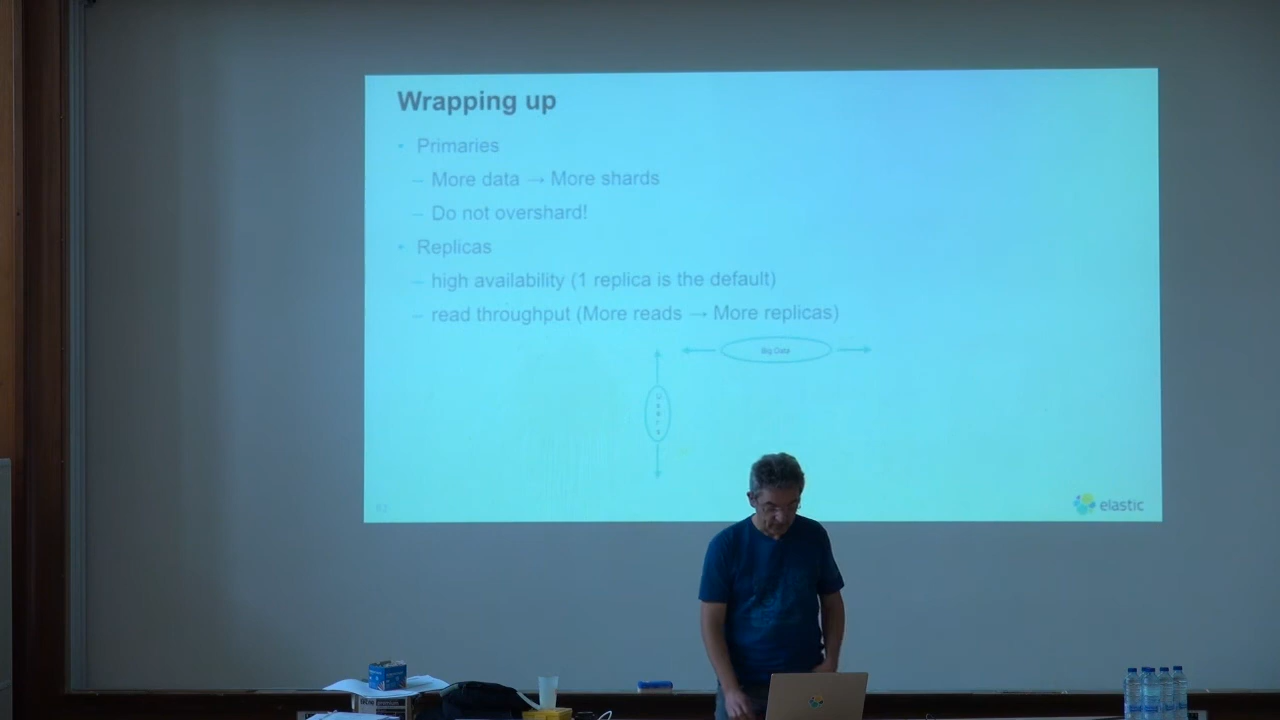 Wrapping up
• Primaries
– More data → More shards
– Do not overshard!
• Replicas
– high availability (1 replica is the default)
– read throughput (More reads → More replicas)
Big Data
Users
elastic